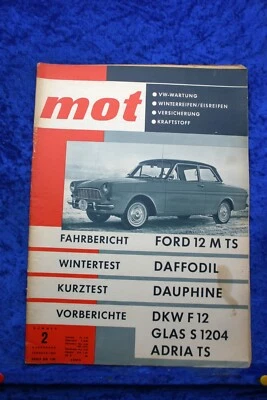 mot
• VW-WARTUNG
• WINTERREIFEN/EISREIFEN
• VERSICHERUNG
• KRAFTSTOFF
FAHRBERICHT FORD 12 M TS
WINTERTEST DAFFODIL
KURZTEST DAUPHINE
VORBERICHTE DKW F 12
GLAS S 1204
ADRIA TS
NUMMER
2